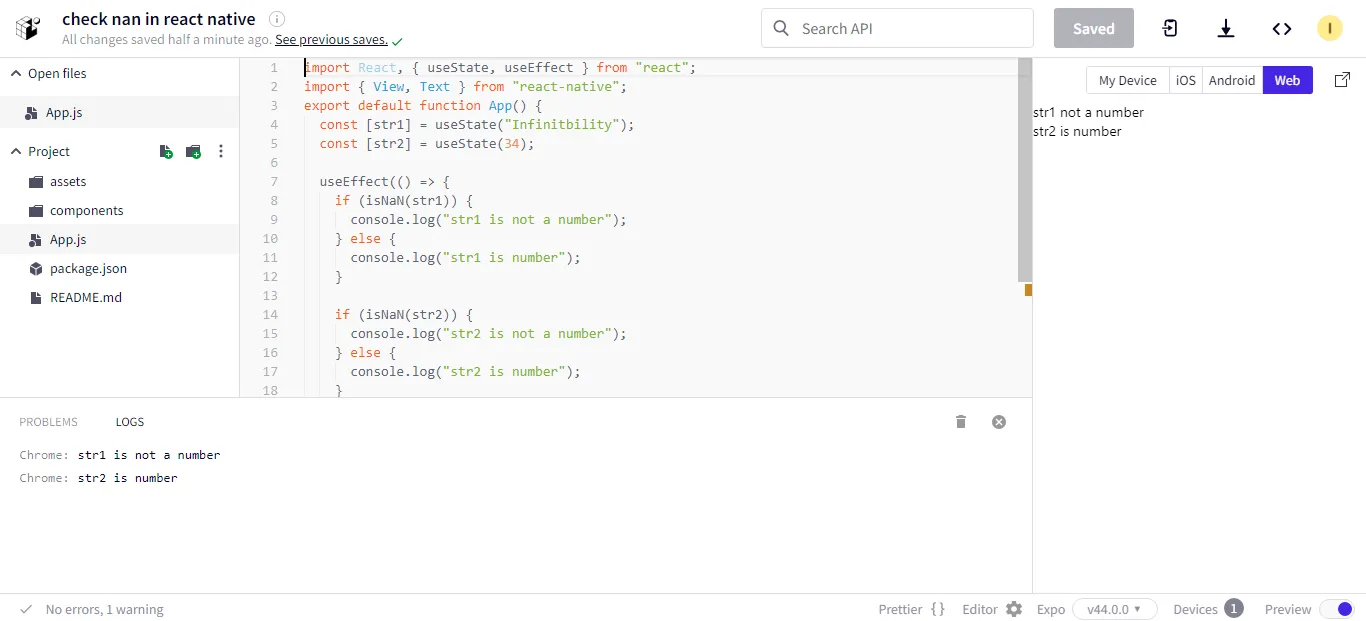 check nan in react native
All changes saved half a minute ago. See previous saves.
Search API
Saved
I
Open files
App.js
Project
assets
components
App.js
package.json
README.md
1 import React, { useState, useEffect } from "react";
2 import { View, Text } from "react-native";
3 export default function App() {
4 const [str1] = useState("Infinitbility");
5 const [str2] = useState(34);
6
7 useEffect(() => {
8 if (isNaN(str1)) {
9 console.log("str1 is not a number");
10 } else {
11 console.log("str1 is number");
12 }
13
14 if (isNaN(str2)) {
15 console.log("str2 is not a number");
16 } else {
17 console.log("str2 is number");
18 }
My Device iOS Android Web
str1 not a number
str2 is number
PROBLEMS LOGS
Chrome: str1 is not a number
Chrome: str2 is number
No errors, 1 warning
Prettier {} Editor Expo v44.0.0 Devices 1 Preview